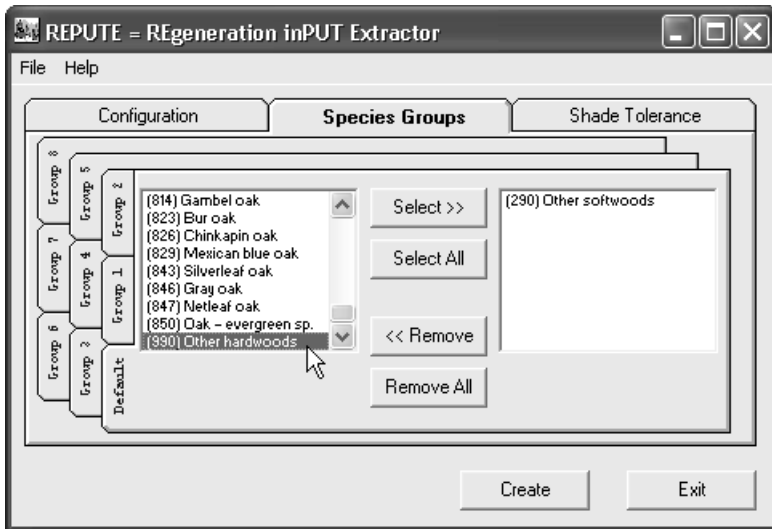 REPUTE = REgeneration inPUT Extractor
File Help
Configuration Species Groups Shade Tolerance
Group 8
Group 7
Group 6
Group 5
Group 4
Group 3
Group 2
Group 1
Default
(814) Gambel oak
(823) Bur oak
(826) Chinkapin oak
(829) Mexican blue oak
(843) Silverleaf oak
(846) Gray oak
(847) Netleaf oak
(850) Oak - evergreen sp.
(990) Other hardwoods
Select >>
Select All
<< Remove
Remove All
(290) Other softwoods
Create Exit